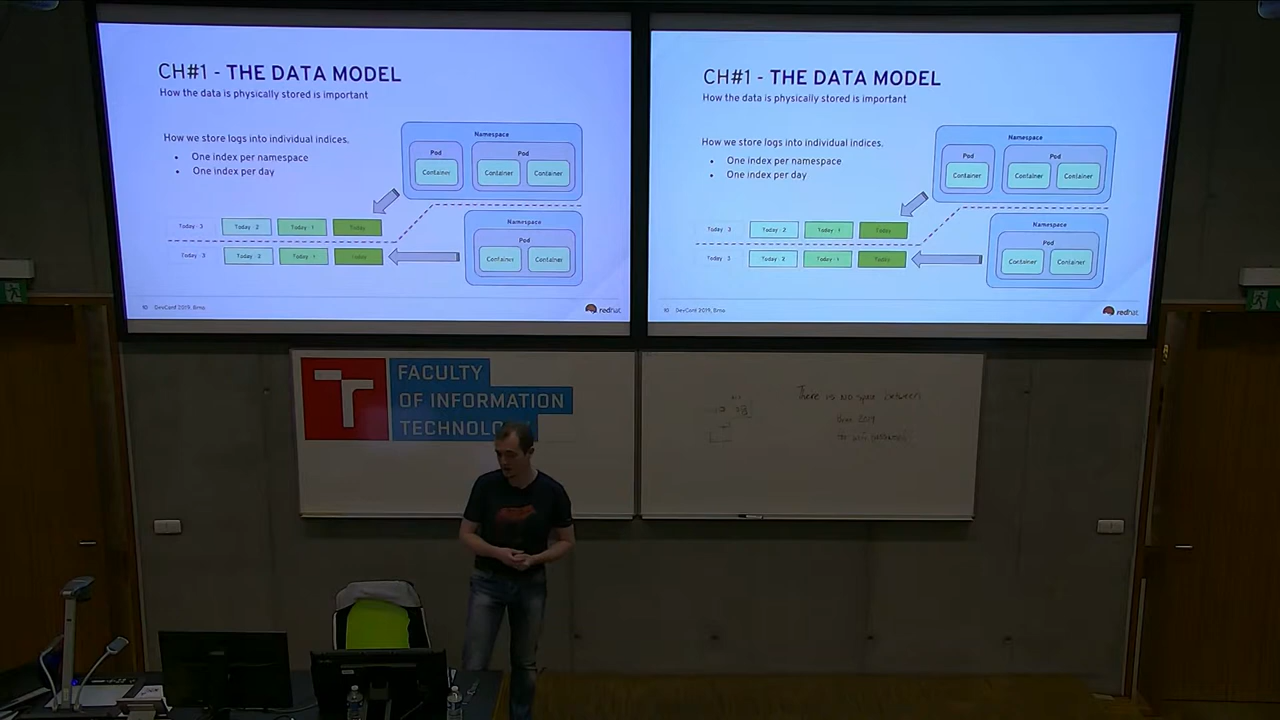 CH#1 - THE DATA MODEL
How the data is physically stored is important
How we store logs into individual indices.
• One index per namespace
• One index per day
Namespace
Pod
Pod
Container
Container
Container
Today - 3
Today - 2
Today - 1
Today
Namespace
Pod
Container
Container
Today - 3
Today - 2
Today - 1
Today
10 DevConf 2019, Brno
redhat
CH#1 - THE DATA MODEL
How the data is physically stored is important
How we store logs into individual indices.
• One index per namespace
• One index per day
Namespace
Pod
Pod
Container
Container
Container
Today - 3
Today - 2
Today - 1
Today
Namespace
Pod
Container
Container
Today - 3
Today - 2
Today - 1
Today
10 DevConf 2019, Brno
redhat
FACULTY
OF INFORMATION
TECHNOLOGY
There is NO space between